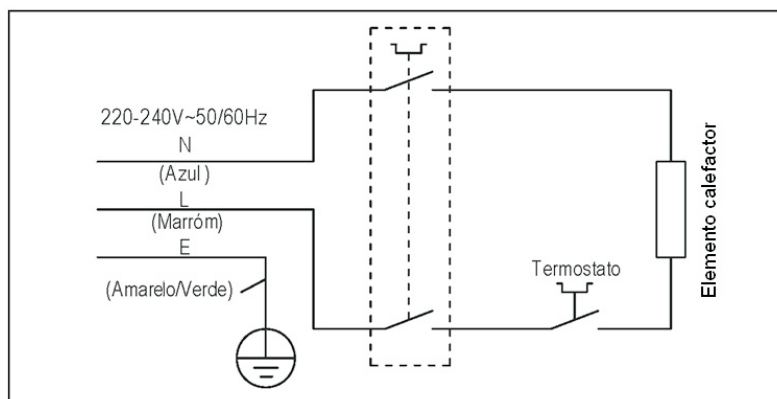 220-240V~50/60Hz
N
(Azul)
L
(Marróm)
E
(Amarelo/Verde)
Termostato
Elemento calefactor